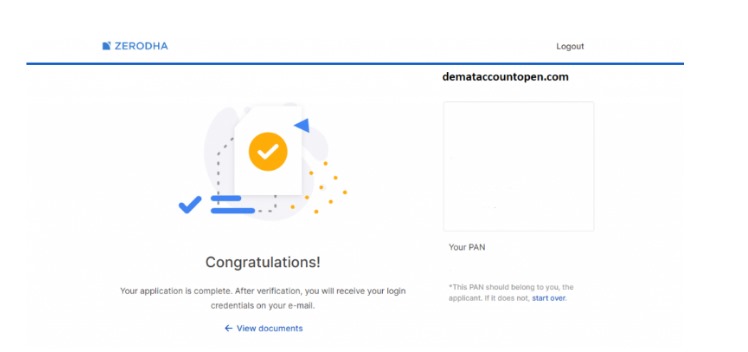 ZERODHA
Logout
demataccountopen.com
Your PAN
Congratulations!
Your application is complete. After verification, you will receive your login
credentials on your e-mail.
*This PAN should belong to you, the
applicant. If it does not, start over.
← View documents